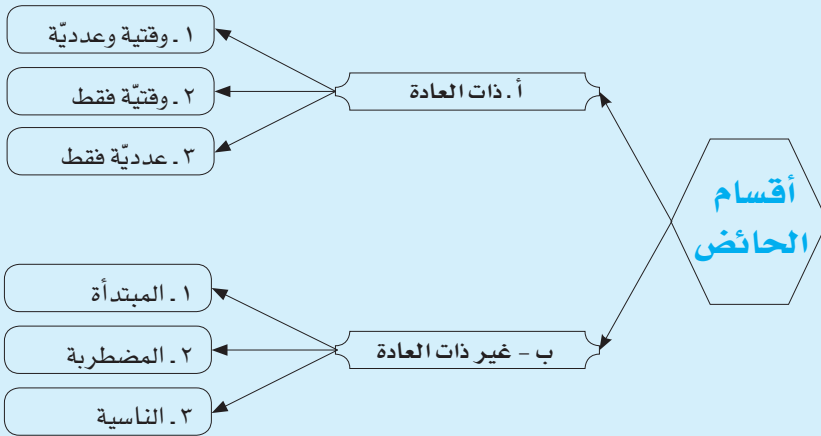 أقسام
الحائض
أ. ذات العادة
١ ـ وقتية وعدديّة
٢ ـ وقتيّة فقط
٣ ـ عدديّة فقط
ب - غير ذات العادة
١ ـ المبتدأة
٢ ـ المضطربة
٣ ـ الناسية